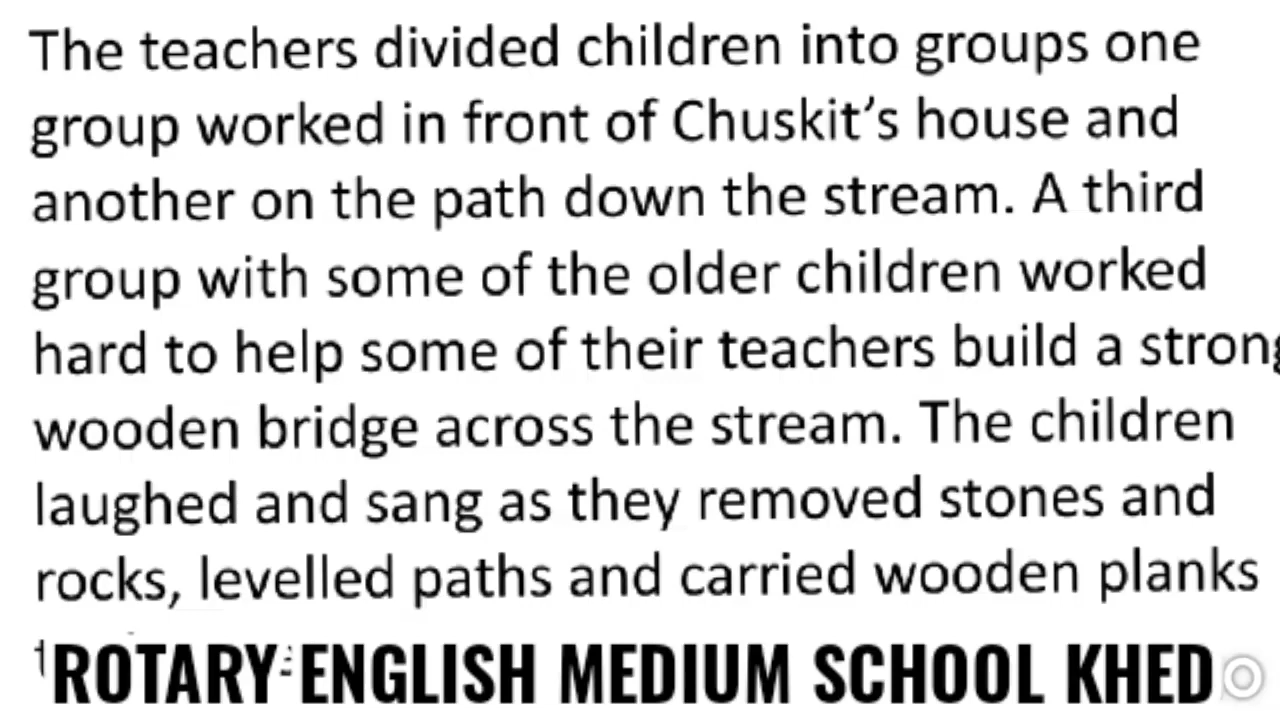 The teachers divided children into groups one
group worked in front of Chuskit’s house and
another on the path down the stream. A third
group with some of the older children worked
hard to help some of their teachers build a strong
wooden bridge across the stream. The children
laughed and sang as they removed stones and
rocks, levelled paths and carried wooden planks
ROTARY ENGLISH MEDIUM SCHOOL KHED